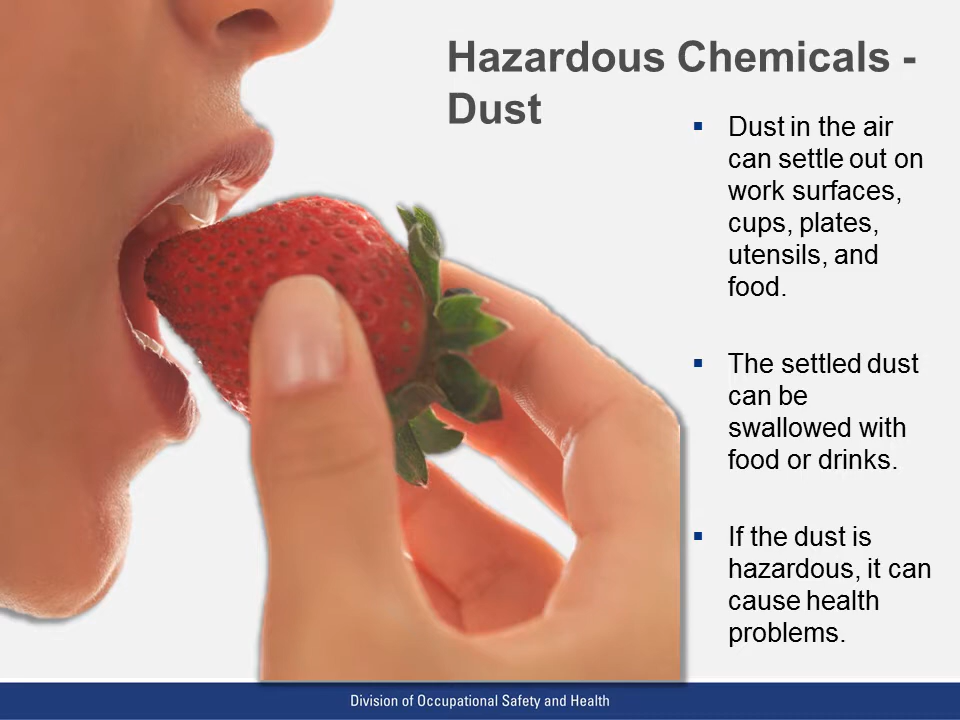 Hazardous Chemicals -
Dust
▪ Dust in the air
can settle out on
work surfaces,
cups, plates,
utensils, and
food.
▪ The settled dust
can be
swallowed with
food or drinks.
▪ If the dust is
hazardous, it can
cause health
problems.
Division of Occupational Safety and Health